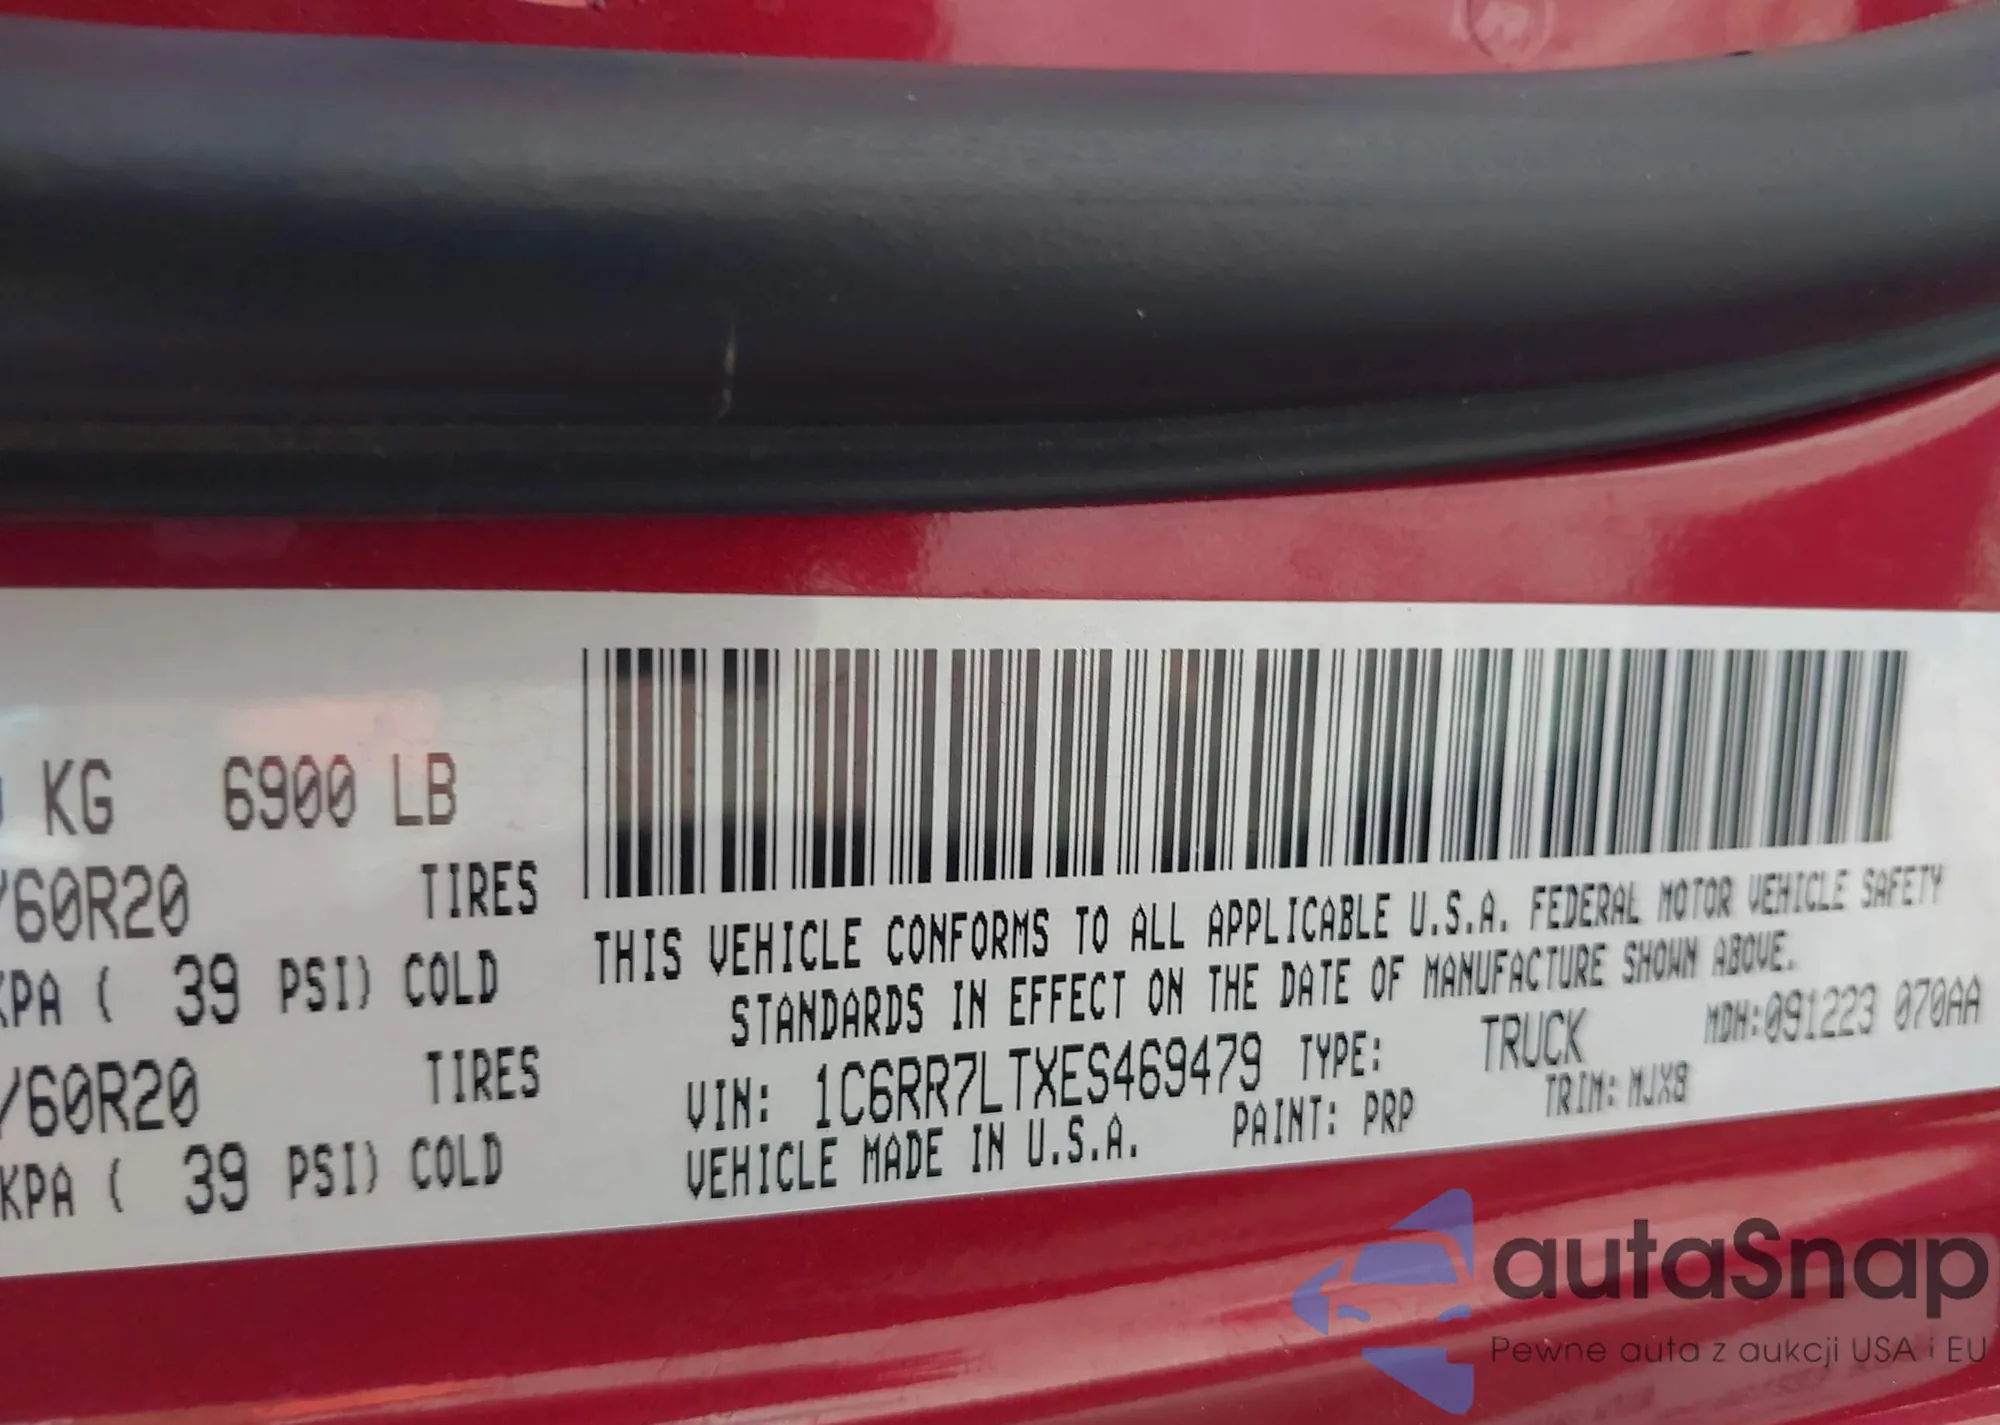 KG 6900 LB
/60R20 TIRES
KPA ( 39 PSI) COLD
/60R20 TIRES
KPA ( 39 PSI) COLD
THIS VEHICLE CONFORMS TO ALL APPLICABLE U.S.A. FEDERAL MOTOR VEHICLE SAFETY
STANDARDS IN EFFECT ON THE DATE OF MANUFACTURE SHOWN ABOVE.
VIN: 1C6RR7LTXES469479 TYPE: TRUCK MDH:091223 070AA
VEHICLE MADE IN U.S.A. PAINT: PRP TRIM: MJX8
autaSnap
Pewne auta z aukcji USA i EU